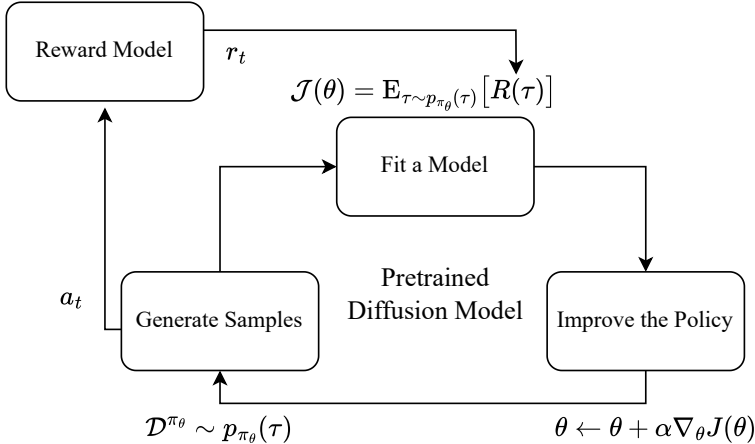 Reward Model
r_t
𝒥(θ) = E_{τ∼p_{π_θ}(τ)}[R(τ)]
Fit a Model
Pretrained
Diffusion Model
a_t
Generate Samples
Improve the Policy
𝒟^{π_θ} ∼ p_{π_θ}(τ)
θ ← θ + α∇_θ J(θ)